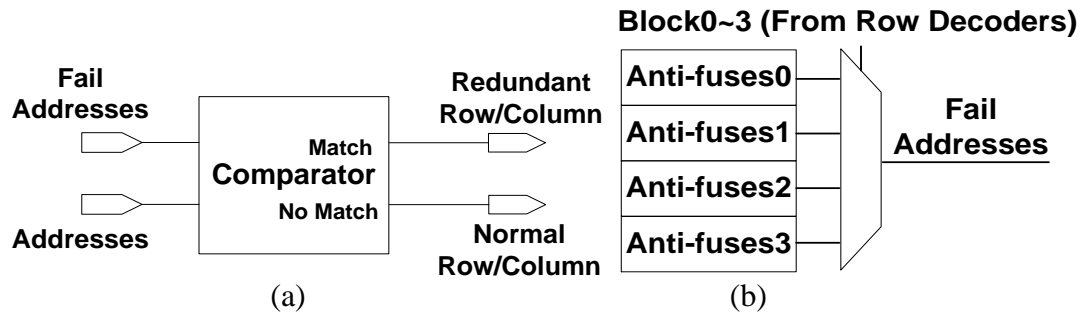 Fail
Addresses
Addresses
Match
Comparator
No Match
Redundant
Row/Column
Normal
Row/Column
(a)
Block0~3 (From Row Decoders)
Anti-fuses0
Anti-fuses1
Anti-fuses2
Anti-fuses3
Fail
Addresses
(b)